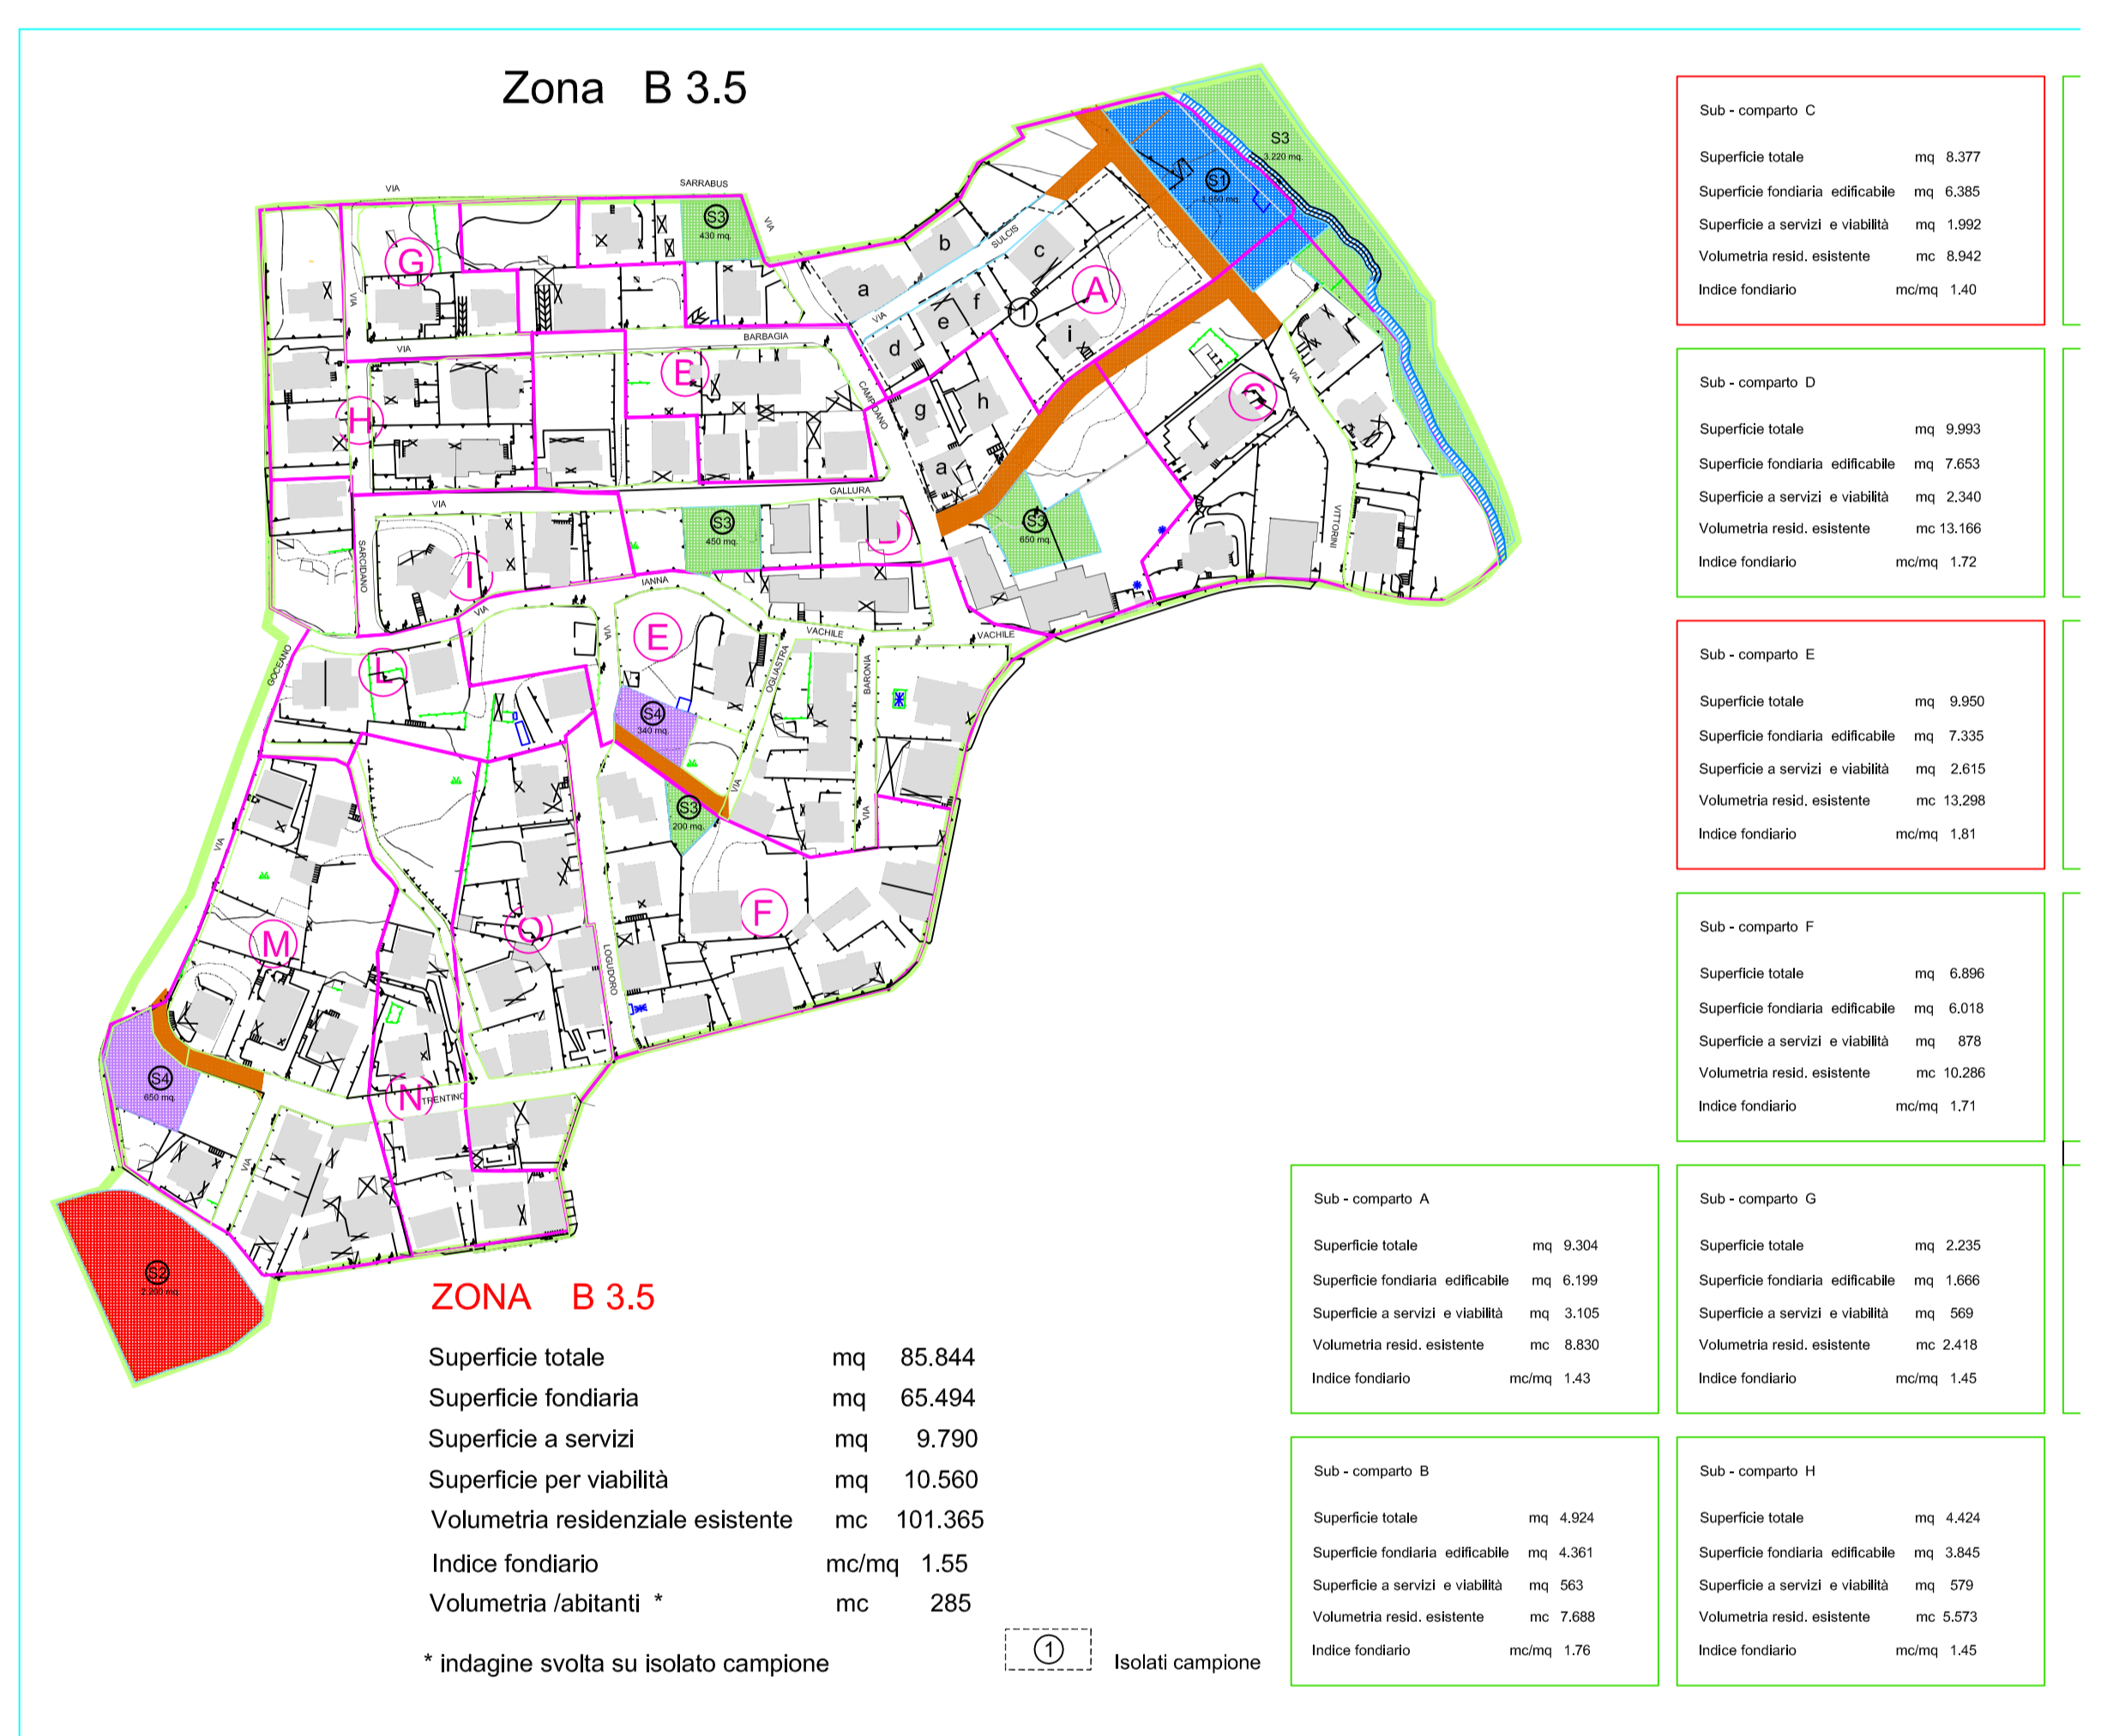 Zona B 3.5
VIA
SARRABUS
VIA
S3
430 mq.
S3
3.220 mq.
S1
1.850 mq.
G
VIA
b
SULCIS
c
a
A
f
VIA
e
1
d
i
BARBAGIA
VIA
B
CAMPIDANO
g
h
C
VIA
H
a
GALLURA
VIA
S3
450 mq.
D
S3
650 mq.
VITTORINI
SARCIDANO
I
IANNA
VIA
VIA
E
VACHILE
VACHILE
GOCEANO
L
OGLIASTRA
BARONIA
S4
340 mq.
VIA
S3
200 mq.
VIA
VIA
F
M
O
LOGUDORO
S4
650 mq.
N
TRENTINO
VIA
S2
2.200 mq.
ZONA B 3.5
Superficie totale mq 85.844
Superficie fondiaria mq 65.494
Superficie a servizi mq 9.790
Superficie per viabilità mq 10.560
Volumetria residenziale esistente mc 101.365
Indice fondiario mc/mq 1.55
Volumetria /abitanti * mc 285
* indagine svolta su isolato campione
1 Isolati campione
Sub - comparto A
Superficie totale mq 9.304
Superficie fondiaria edificabile mq 6.199
Superficie a servizi e viabilità mq 3.105
Volumetria resid. esistente mc 8.830
Indice fondiario mc/mq 1.43
Sub - comparto B
Superficie totale mq 4.924
Superficie fondiaria edificabile mq 4.361
Superficie a servizi e viabilità mq 563
Volumetria resid. esistente mc 7.688
Indice fondiario mc/mq 1.76
Sub - comparto C
Superficie totale mq 8.377
Superficie fondiaria edificabile mq 6.385
Superficie a servizi e viabilità mq 1.992
Volumetria resid. esistente mc 8.942
Indice fondiario mc/mq 1.40
Sub - comparto D
Superficie totale mq 9.993
Superficie fondiaria edificabile mq 7.653
Superficie a servizi e viabilità mq 2.340
Volumetria resid. esistente mc 13.166
Indice fondiario mc/mq 1.72
Sub - comparto E
Superficie totale mq 9.950
Superficie fondiaria edificabile mq 7.335
Superficie a servizi e viabilità mq 2.615
Volumetria resid. esistente mc 13.298
Indice fondiario mc/mq 1.81
Sub - comparto F
Superficie totale mq 6.896
Superficie fondiaria edificabile mq 6.018
Superficie a servizi e viabilità mq 878
Volumetria resid. esistente mc 10.286
Indice fondiario mc/mq 1.71
Sub - comparto G
Superficie totale mq 2.235
Superficie fondiaria edificabile mq 1.666
Superficie a servizi e viabilità mq 569
Volumetria resid. esistente mc 2.418
Indice fondiario mc/mq 1.45
Sub - comparto H
Superficie totale mq 4.424
Superficie fondiaria edificabile mq 3.845
Superficie a servizi e viabilità mq 579
Volumetria resid. esistente mc 5.573
Indice fondiario mc/mq 1.45